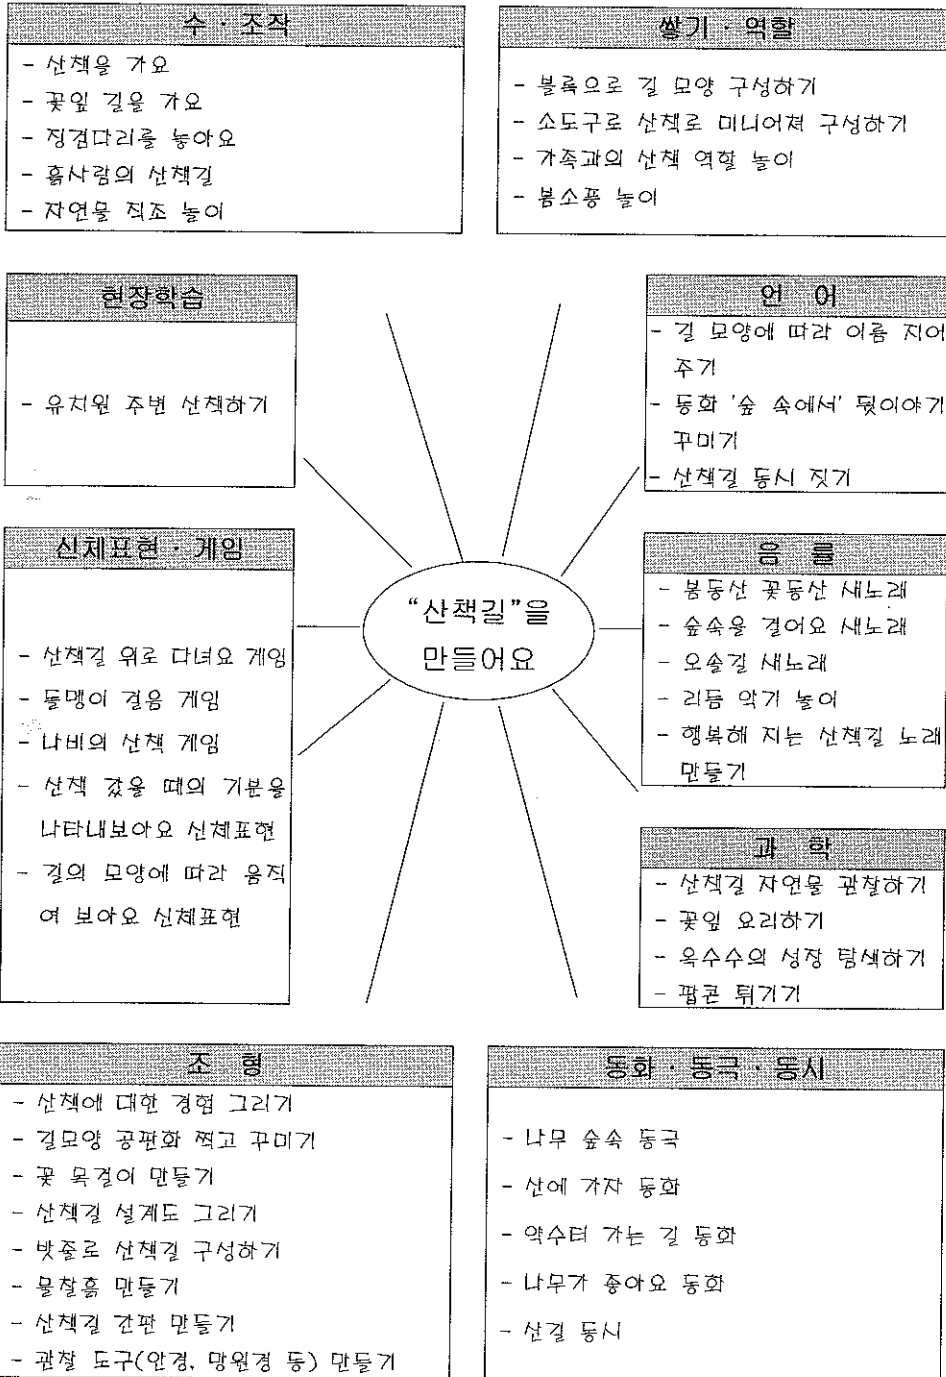 수 · 조작
- 산책을 가요
- 꽃잎 길을 가요
- 징검다리를 놓아요
- 흙사람의 산책길
- 자연물 직조 놀이
쌓기 · 역할
- 블록으로 길 모양 구성하기
- 소도구로 산책로 미니어쳐 구성하기
- 가족과의 산책 역할 놀이
- 봄소풍 놀이
현장학습
- 유치원 주변 산책하기
언 어
- 길 모양에 따라 이름 지어
주기
- 동화 '숲 속에서' 뒷이야기
꾸미기
- 산책길 동시 짓기
신체표현 · 게임
- 산책길 위로 다녀요 게임
- 돌멩이 걸음 게임
- 나비의 산책 게임
- 산책 갔을 때의 기분을
나타내보아요 신체표현
- 길의 모양에 따라 움직
여 보아요 신체표현
“산책길”을
만들어요
음 률
- 봄동산 꽃동산 새노래
- 숲속을 걸어요 새노래
- 오솔길 새노래
- 리듬 악기 놀이
- 행복해 지는 산책길 노래
만들기
과 학
- 산책길 자연물 관찰하기
- 꽃잎 요리하기
- 옥수수의 성장 탐색하기
- 팝콘 튀기기
조 형
- 산책에 대한 경험 그리기
- 길모양 공판화 찍고 꾸미기
- 꽃 목걸이 만들기
- 산책길 설계도 그리기
- 밧줄로 산책길 구성하기
- 물찰흙 만들기
- 산책길 간판 만들기
- 관찰 도구(안경, 망원경 등) 만들기
동화 · 동극 · 동시
- 나무 숲속 동극
- 산에 가자 동화
- 약수터 가는 길 동화
- 나무가 좋아요 동화
- 산길 동시